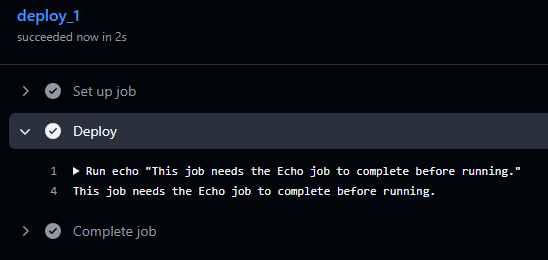 deploy_1
succeeded now in 2s
Set up job
Deploy
1 Run echo "This job needs the Echo job to complete before running."
4 This job needs the Echo job to complete before running.
Complete job